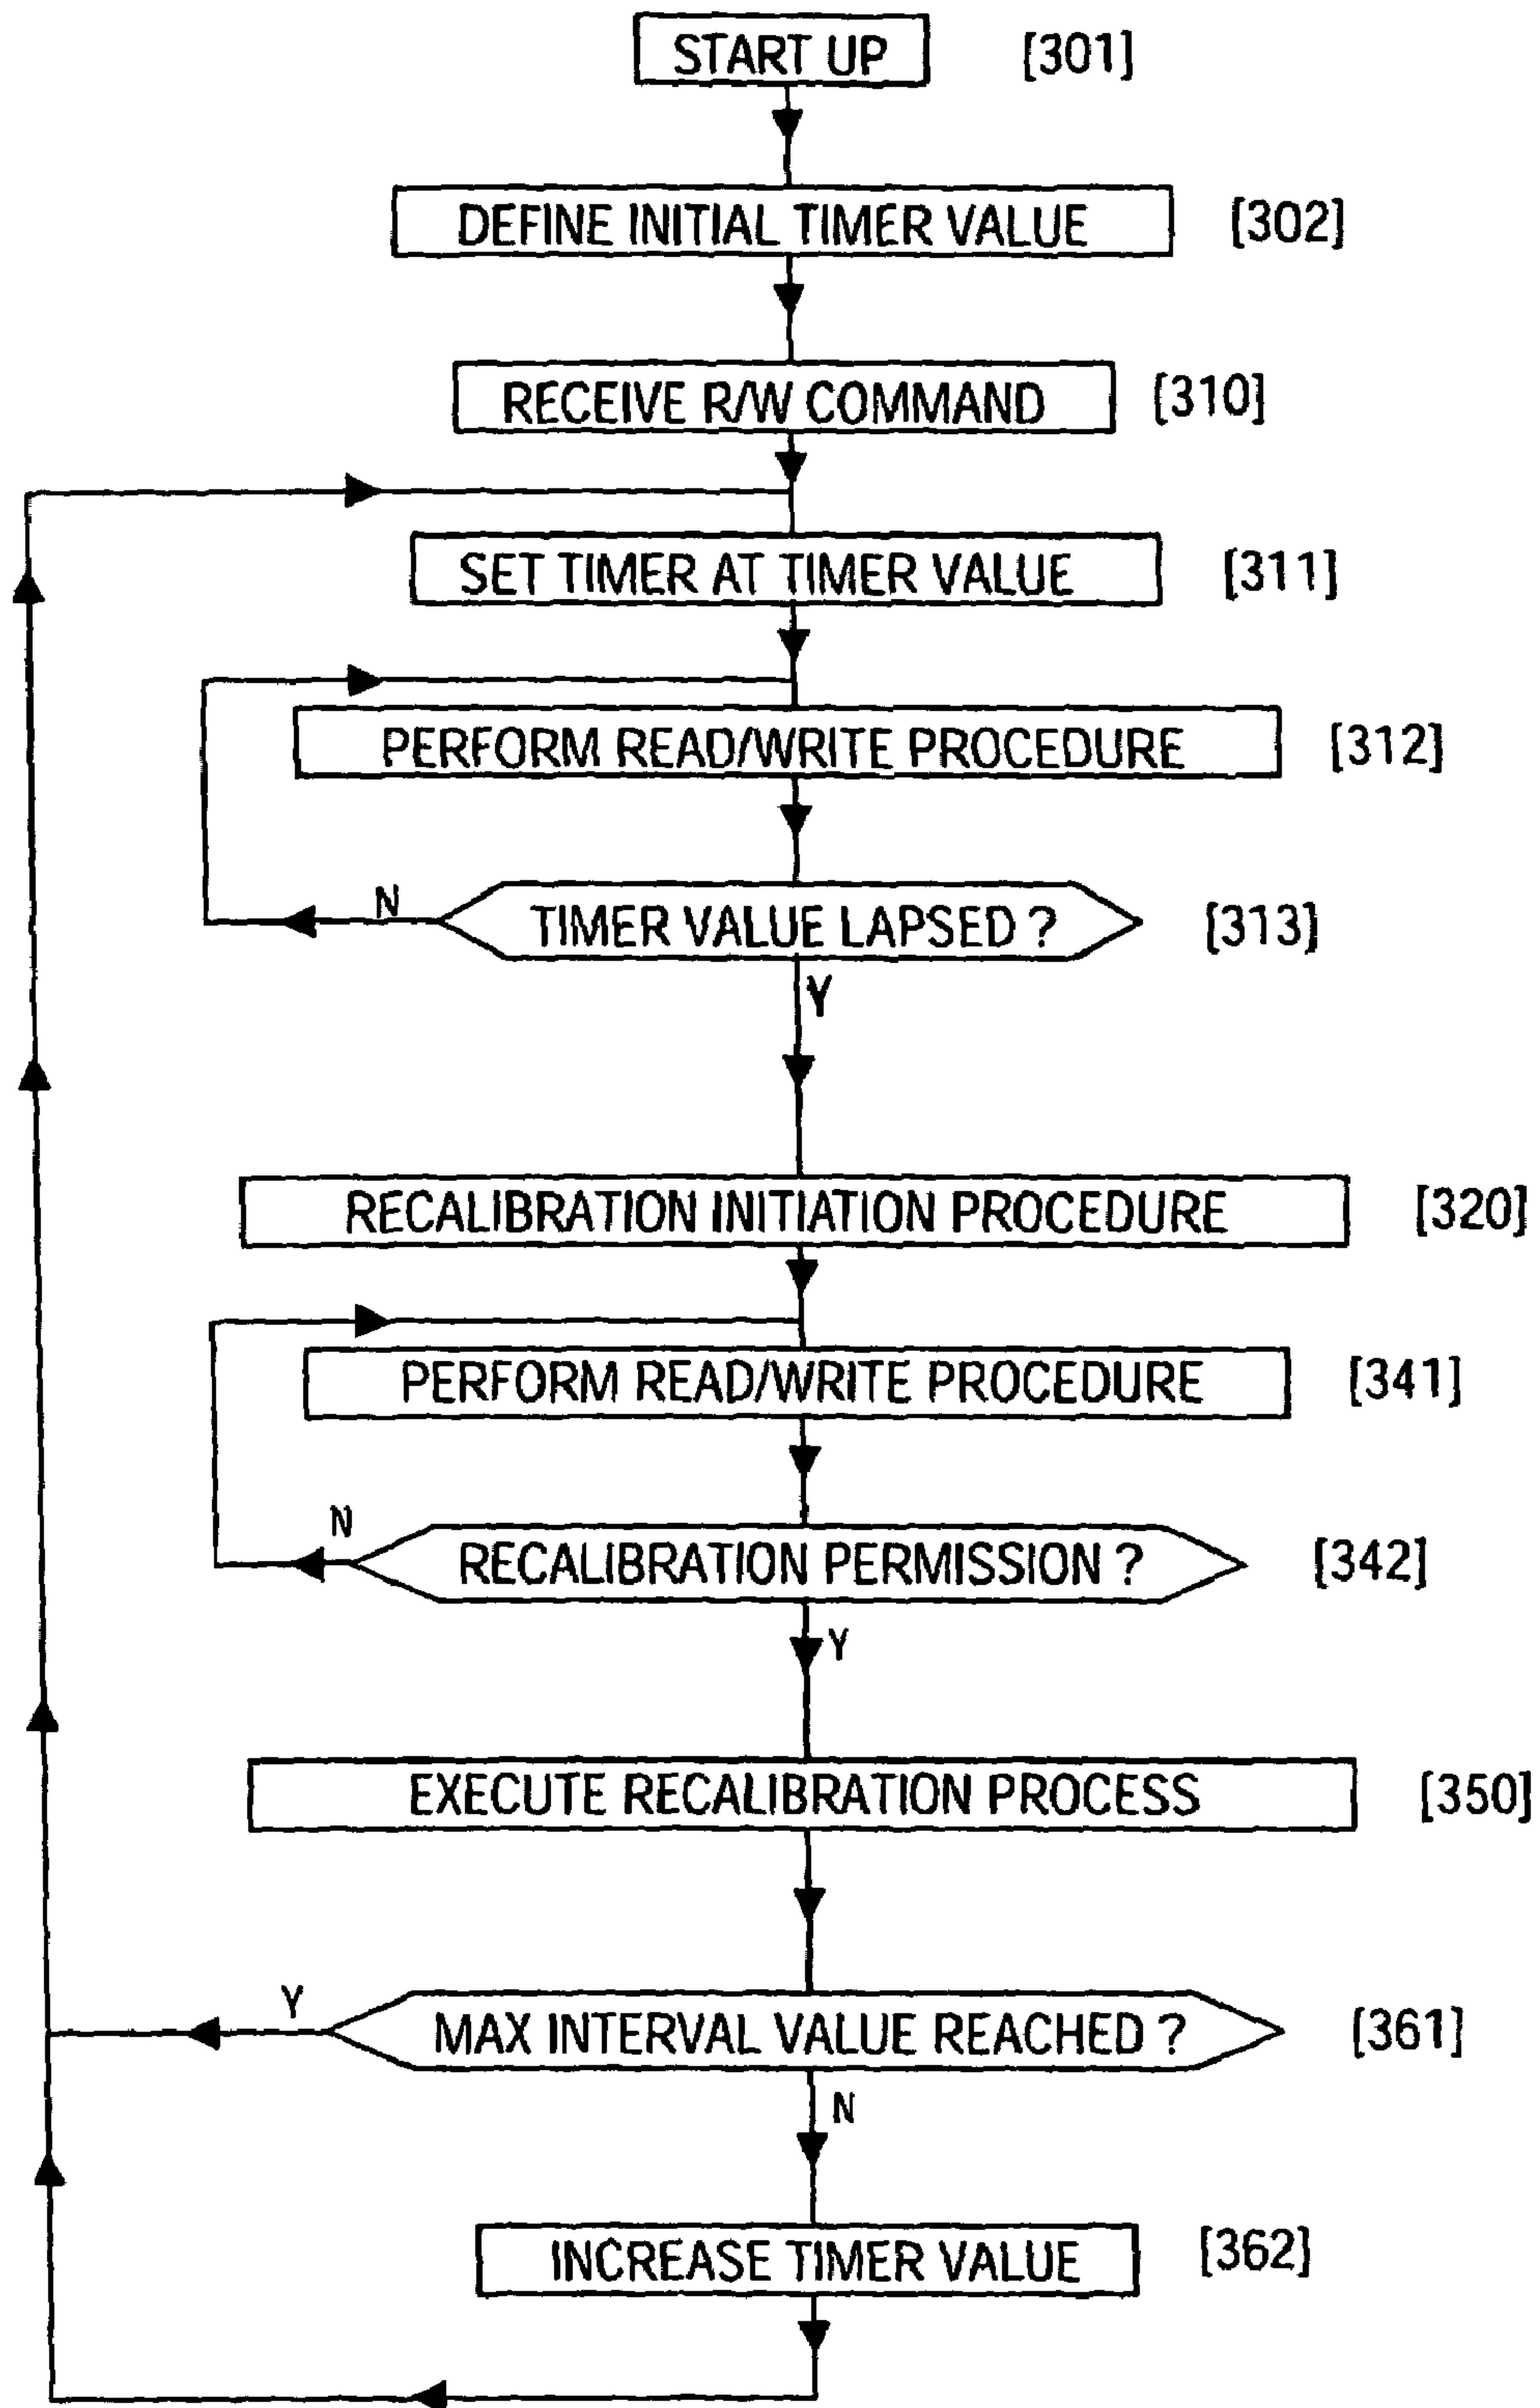 START UP [301]
DEFINE INITIAL TIMER VALUE [302]
RECEIVE R/W COMMAND [310]
SET TIMER AT TIMER VALUE [311]
PERFORM READ/WRITE PROCEDURE [312]
N TIMER VALUE LAPSED ? [313]
Y
RECALIBRATION INITIATION PROCEDURE [320]
PERFORM READ/WRITE PROCEDURE [341]
N RECALIBRATION PERMISSION ? [342]
Y
EXECUTE RECALIBRATION PROCESS [350]
Y MAX INTERVAL VALUE REACHED ? [361]
N
INCREASE TIMER VALUE [362]